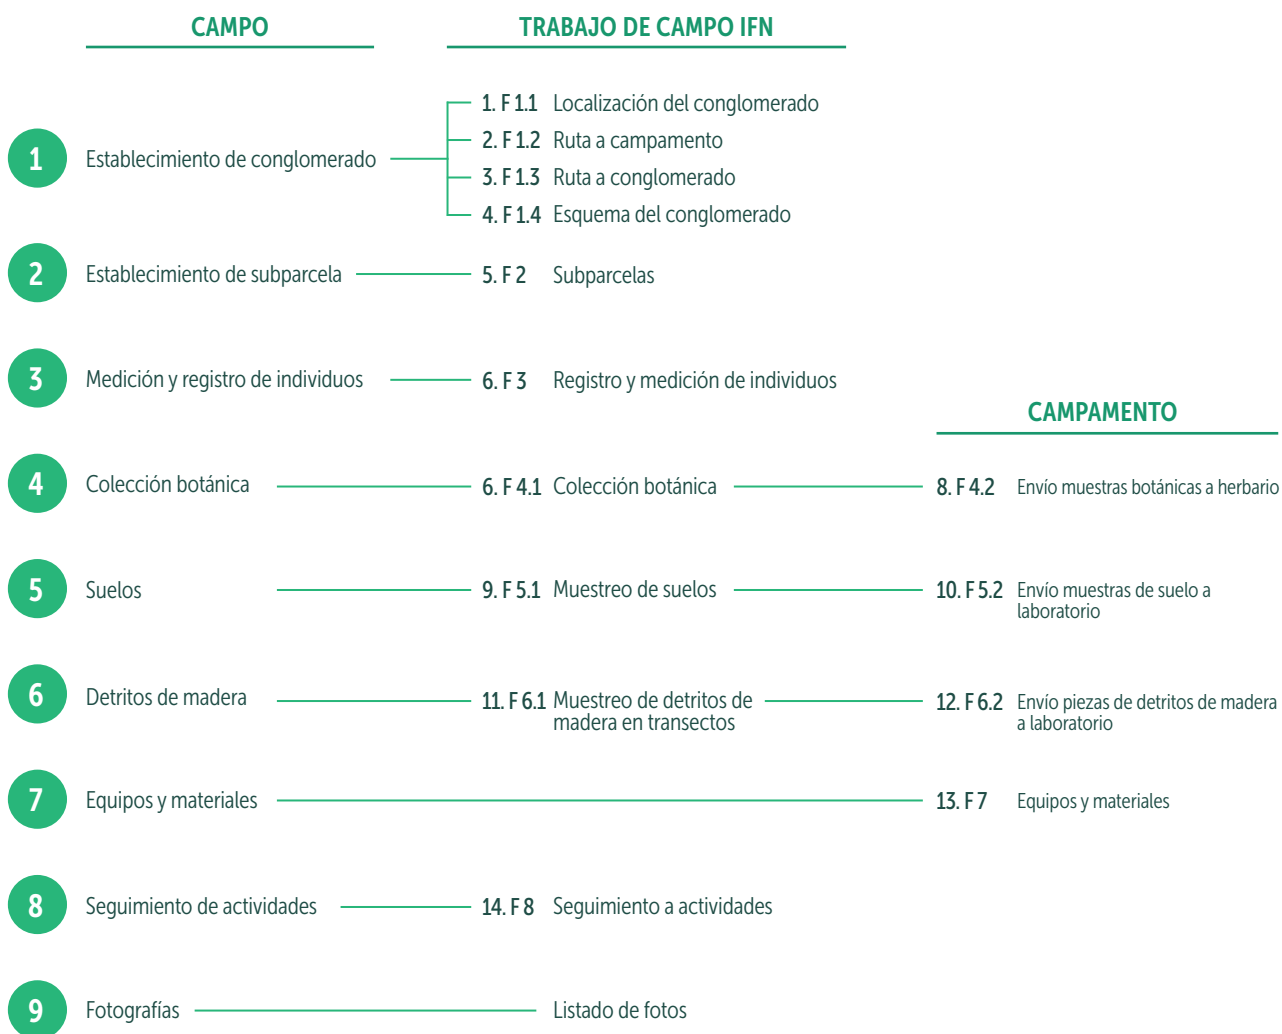 CAMPO TRABAJO DE CAMPO IFN
1. F 1.1 Localización del conglomerado
2. F 1.2 Ruta a campamento
1 Establecimiento de conglomerado
3. F 1.3 Ruta a conglomerado
4. F 1.4 Esquema del conglomerado
2 Establecimiento de subparcela 5. F 2 Subparcelas
3 Medición y registro de individuos 6. F 3 Registro y medición de individuos
CAMPAMENTO
4 Colección botánica 6. F 4.1 Colección botánica 8. F 4.2 Envío muestras botánicas a herbario
5 Suelos 9. F 5.1 Muestreo de suelos 10. F 5.2 Envío muestras de suelo a
laboratorio
6 Detritos de madera 11. F 6.1 Muestreo de detritos de 12. F 6.2 Envío piezas de detritos de madera
madera en transectos a laboratorio
7 Equipos y materiales 13. F 7 Equipos y materiales
8 Seguimiento de actividades 14. F 8 Seguimiento a actividades
9 Fotografías Listado de fotos